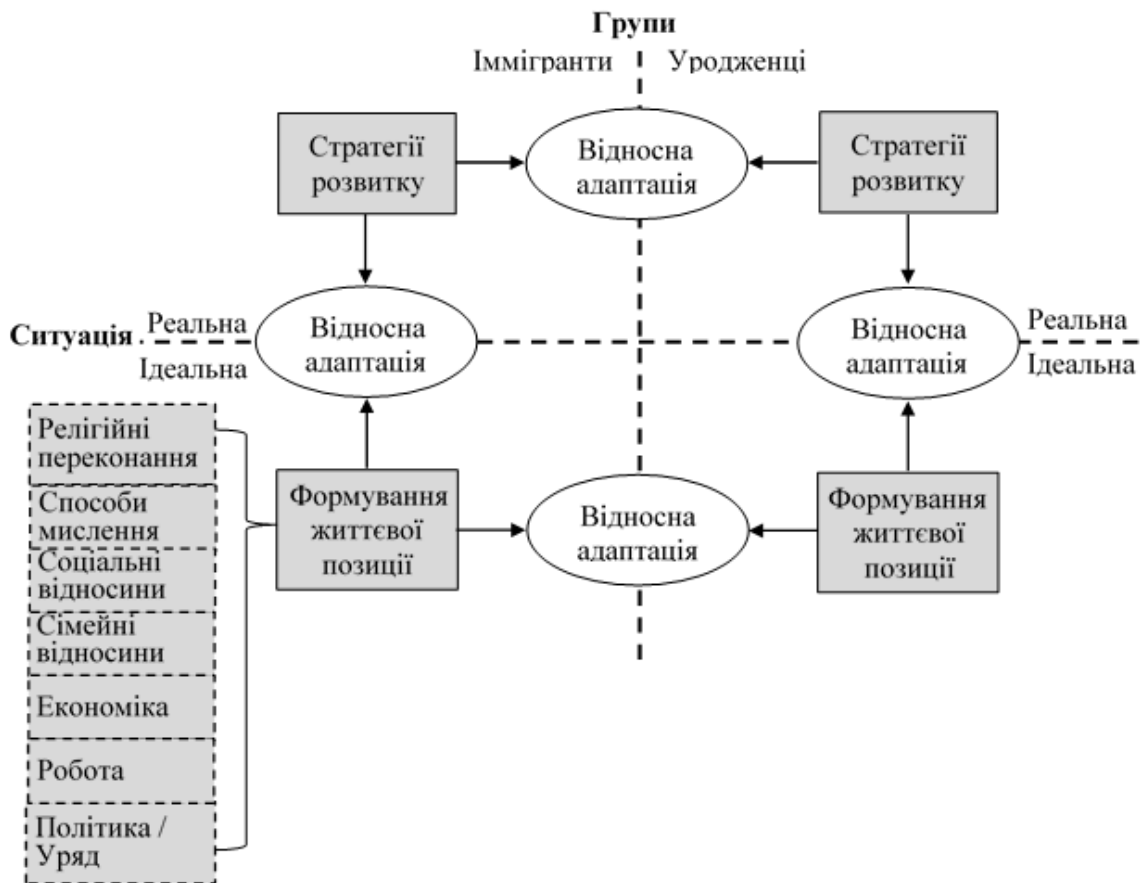 Групи
Іммігранти Уродженці
Стратегії
розвитку
Відносна
адаптація
Стратегії
розвитку
Ситуація
Реальна
Ідеальна
Відносна
адаптація
Відносна
адаптація
Реальна
Ідеальна
Релігійні
переконання
Способи
мислення
Соціальні
відносини
Сімейні
відносини
Економіка
Робота
Політика /
Уряд
Формування
життєвої
позиції
Відносна
адаптація
Формування
життєвої
позиції